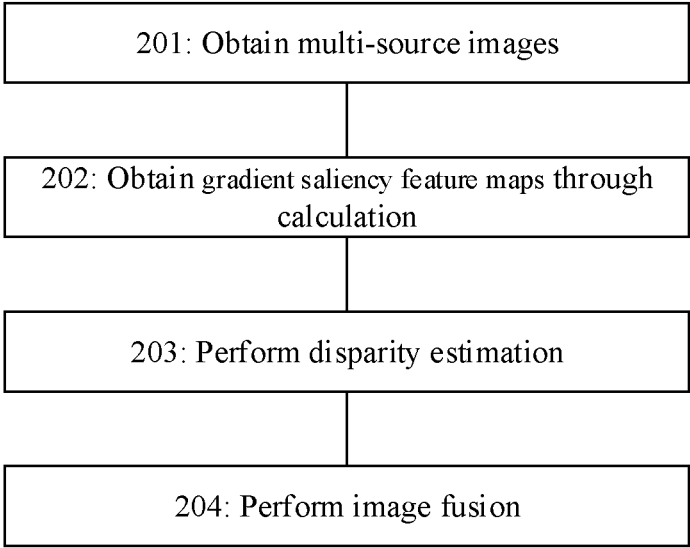 201: Obtain multi-source images
202: Obtain gradient saliency feature maps through
calculation
203: Perform disparity estimation
204: Perform image fusion